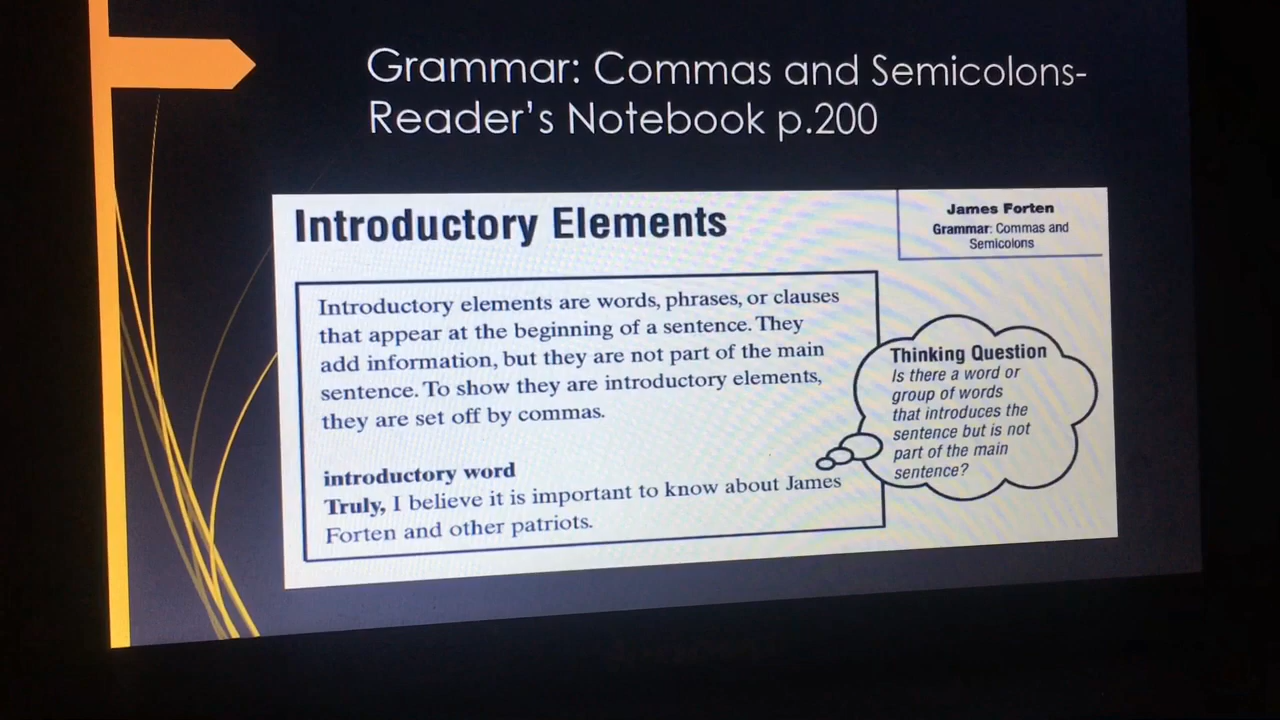 Grammar: Commas and Semicolons-
Reader's Notebook p.200
Introductory Elements
James Forten
Grammar: Commas and
Semicolons
Introductory elements are words, phrases, or clauses
that appear at the beginning of a sentence. They
add information, but they are not part of the main
sentence. To show they are introductory elements,
they are set off by commas.
introductory word
Truly, I believe it is important to know about James
Forten and other patriots.
Thinking Question
Is there a word or
group of words
that introduces the
sentence but is not
part of the main
sentence?